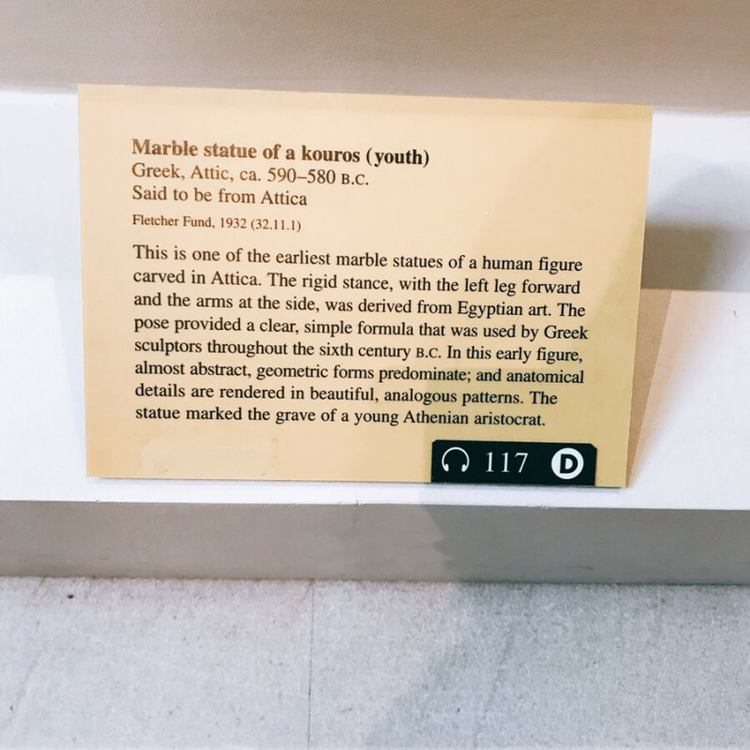 Marble statue of a kouros (youth)
Greek, Attic, ca. 590–580 B.C.
Said to be from Attica
Fletcher Fund, 1932 (32.11.1)
This is one of the earliest marble statues of a human figure
carved in Attica. The rigid stance, with the left leg forward
and the arms at the side, was derived from Egyptian art. The
pose provided a clear, simple formula that was used by Greek
sculptors throughout the sixth century B.C. In this early figure,
almost abstract, geometric forms predominate; and anatomical
details are rendered in beautiful, analogous patterns. The
statue marked the grave of a young Athenian aristocrat.
117 D